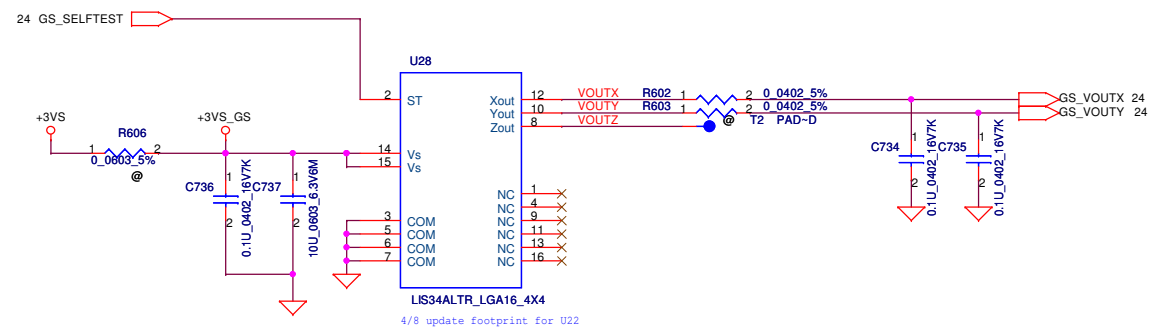 24 GS_SELFTEST
U28
2 ST
Xout 12 VOUTX R602 1 2 0_0402_5% GS_VOUTX 24
Yout 10 VOUTY R603 1 2 0_0402_5% GS_VOUTY 24
Zout 8 VOUTZ @ T2 PAD~D
+3VS
+3VS_GS
R606
1 2
0_0603_5%
@
14 Vs
15 Vs
C736
1
2
0.1U_0402_16V7K
C737
1
2
10U_0603_6.3V6M
C734
1
2
0.1U_0402_16V7K
C735
1
2
0.1U_0402_16V7K
3 COM
5 COM
6 COM
7 COM
NC 1
NC 4
NC 9
NC 11
NC 13
NC 16
LIS34ALTR_LGA16_4X4
4/8 update footprint for U22